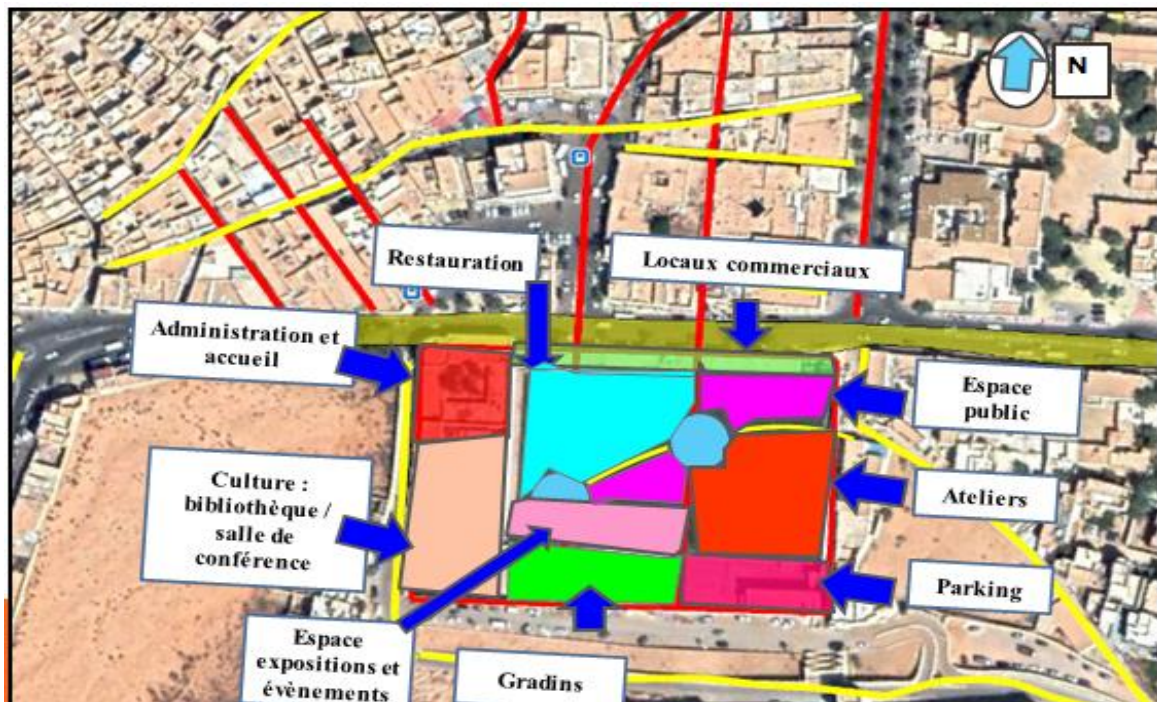 N
Restauration
Locaux commerciaux
Administration et
accueil
Espace
public
Culture :
bibliothèque /
salle de
conférence
Ateliers
Parking
Espace
expositions et
évènements
Gradins